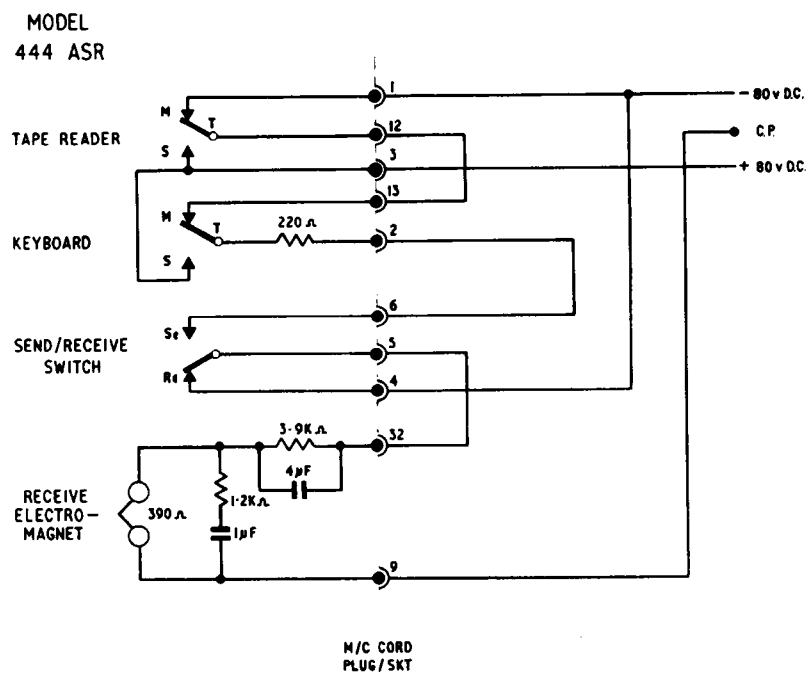 MODEL
444 ASR
TAPE READER
M
T
S
1
12
3
13
- 80 v D.C.
C.P.
+ 80 v D.C.
KEYBOARD
M
T
S
220 Ω
2
SEND/RECEIVE
SWITCH
Se
Re
6
5
4
3·9K Ω
4µF
32
RECEIVE
ELECTRO-
MAGNET
390 Ω
1·2K Ω
1µF
9
M/C CORD
PLUG/SKT